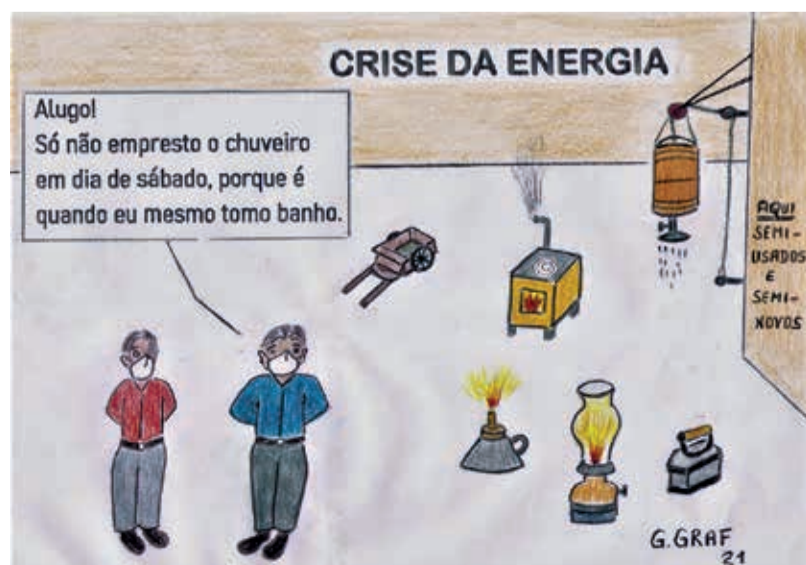 CRISE DA ENERGIA
Alugo!
Só não empresto o chuveiro
em dia de sábado, porque é
quando eu mesmo tomo banho.
AQUI
SEMI-
USADOS
E
SEMI-
NOVOS
G.GRAF
21